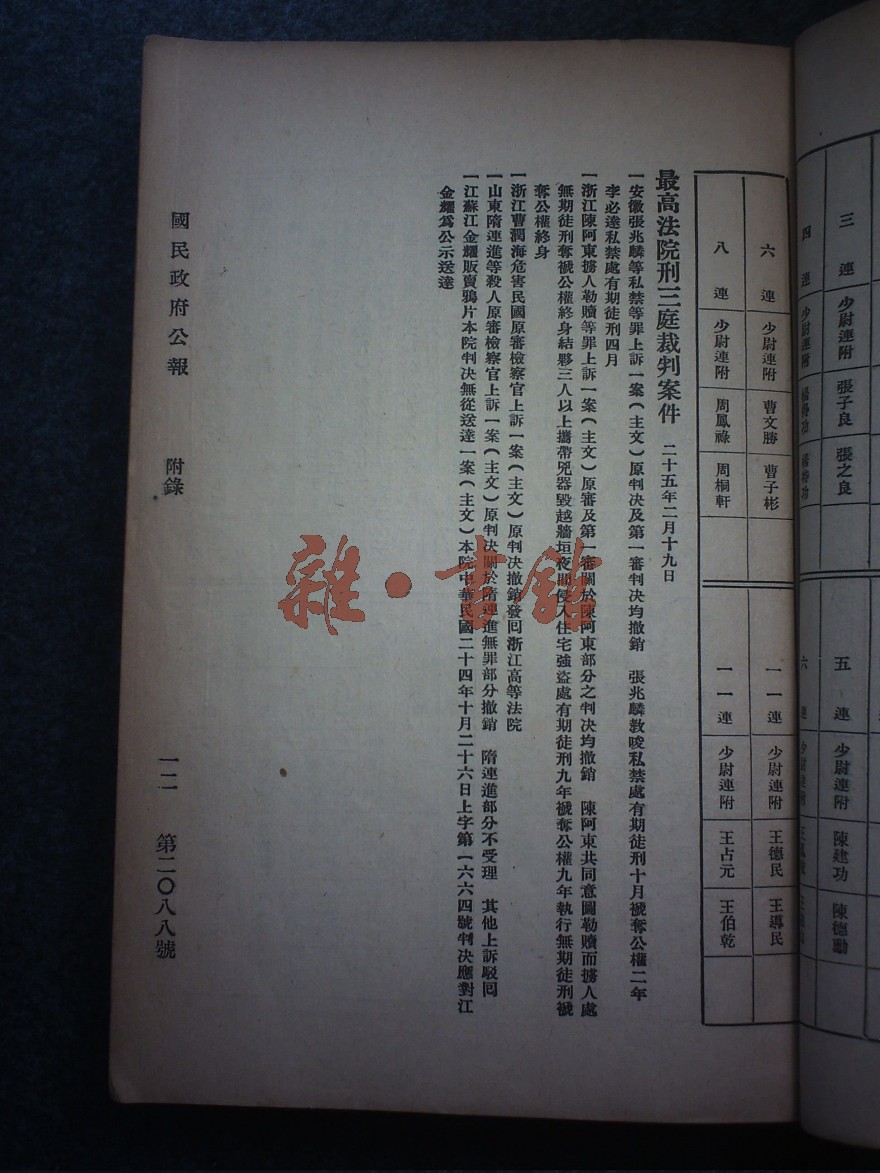 三連 少尉連附 張子良 張之良
四連 少尉連附
六連 少尉連附 曹文勝 曹子彬
八連 少尉連附 周鳳祿 周桐軒
五連 少尉連附 陳建功 陳德勳
六連 少尉連附
一一連 少尉連附 王德民 王導民
一一連 少尉連附 王占元 王伯乾
最高法院刑三庭裁判案件 二十五年二月十九日
一安徽張兆麟等私禁等罪上訴一案(主文)原判决及第一審判决均撤銷 張兆麟教唆私禁處有期徒刑十月褫奪公權二年
李必達私禁處有期徒刑四月
一浙江陳阿東擄人勒贖等罪上訴一案(主文)原審及第一審關於陳阿東部分之判决均撤銷 陳阿東共同意圖勒贖而擄人處
無期徒刑奪褫公權終身結夥三人以上攜帶兇器毀越牆垣夜間侵入住宅強盜處有期徒刑九年褫奪公權九年執行無期徒刑褫
奪公權終身
一浙江曹潤海危害民國原審檢察官上訴一案(主文)原判决撤銷發囘浙江高等法院
一山東隋連進等殺人原審檢察官上訴一案(主文)原判决關於隋連進無罪部分撤銷 隋連進部分不受理 其他上訴駁囘
一江蘇江金耀販賣鴉片本院判决無從送達一案(主文)本院中華民國二十四年十月二十六日上字第一六六四號判决應對江
金耀爲公示送達
國民政府公報 附錄 一二 第二〇八八號
雜·書館